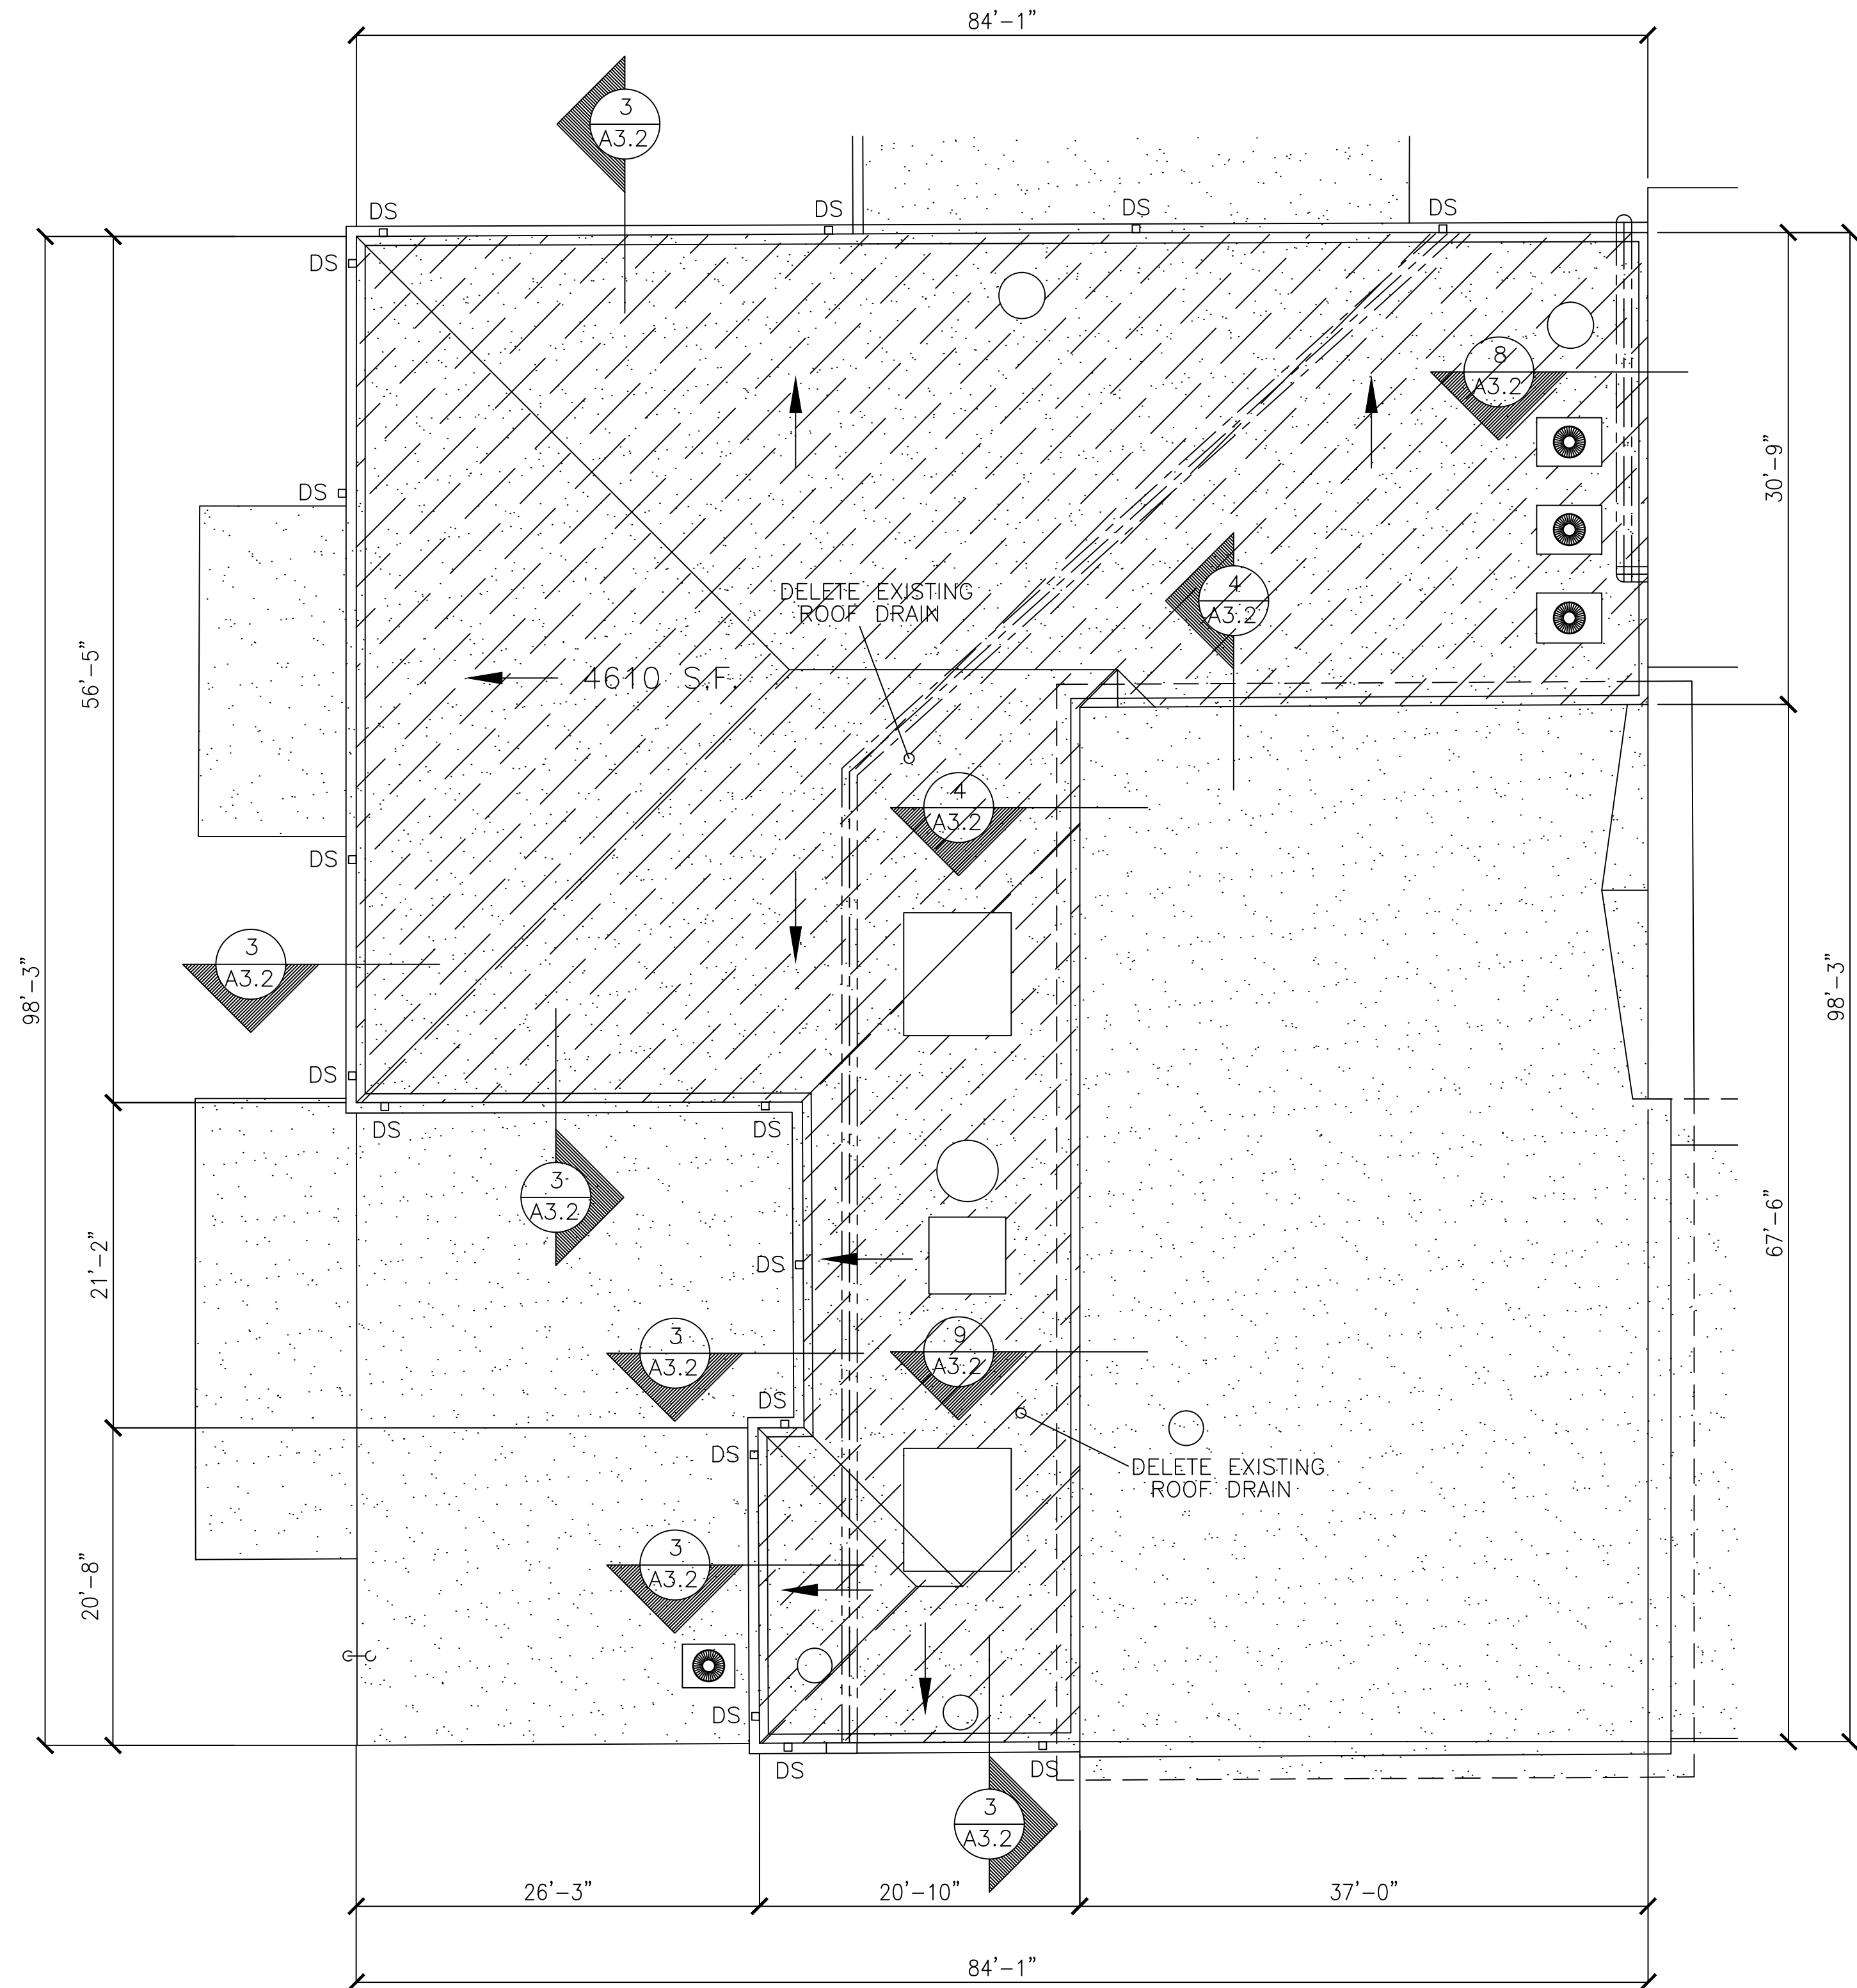 84'-1"
3
A3.2
DS
DS
DS
DS
DS
8
A3.2
30'-9"
DS
DELETE EXISTING
ROOF DRAIN
4
A3.2
56'-5"
4610 S.F.
4
A3.2
DS
3
A3.2
98'-3"
98'-3"
DS
DS
DS
3
A3.2
21'-2"
DS
67'-6"
3
A3.2
9
A3.2
DS
DS
DELETE EXISTING
ROOF DRAIN
20'-8"
3
A3.2
DS
DS
DS
3
A3.2
26'-3"
20'-10"
37'-0"
84'-1"